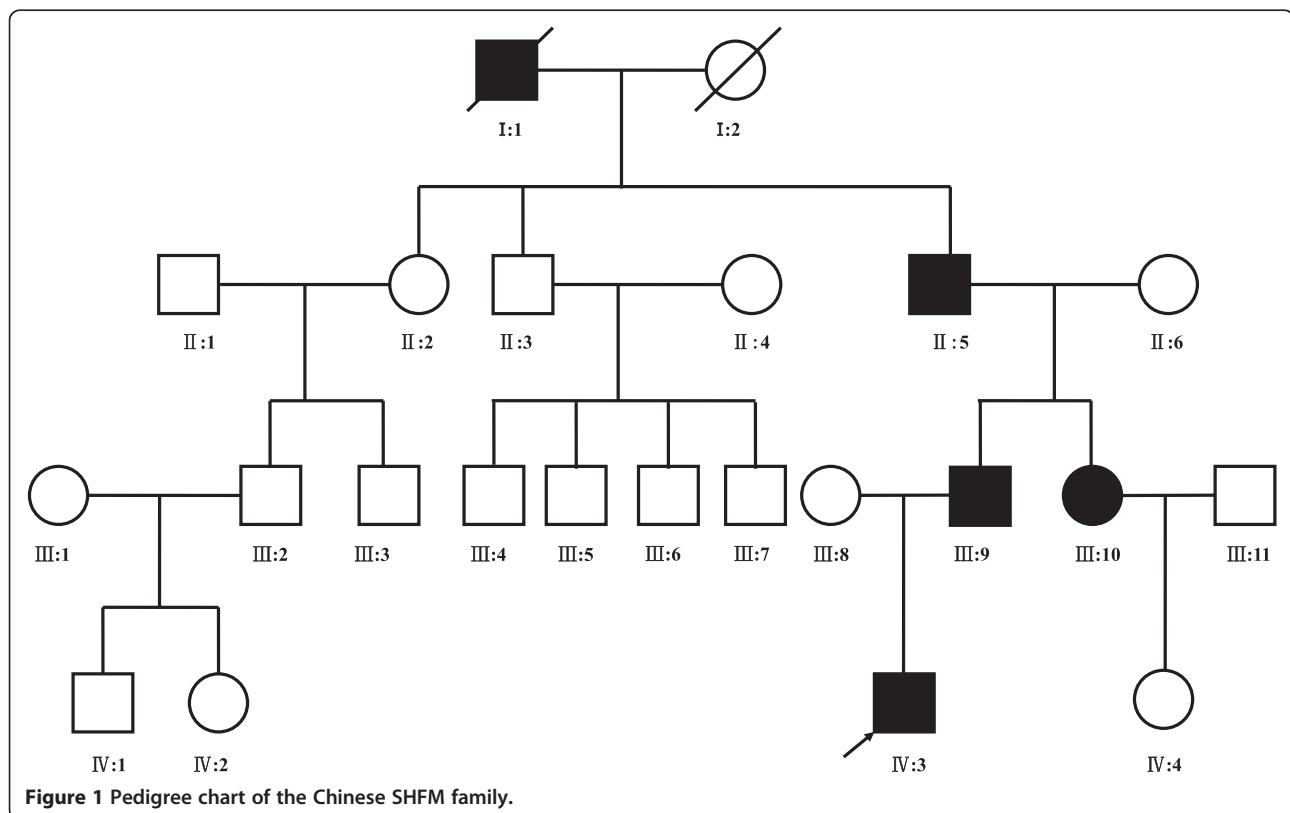 Ⅰ:1 Ⅰ:2
Ⅱ:1 Ⅱ:2 Ⅱ:3 Ⅱ:4 Ⅱ:5 Ⅱ:6
Ⅲ:1 Ⅲ:2 Ⅲ:3 Ⅲ:4 Ⅲ:5 Ⅲ:6 Ⅲ:7 Ⅲ:8 Ⅲ:9 Ⅲ:10 Ⅲ:11
Ⅳ:1 Ⅳ:2 Ⅳ:3 Ⅳ:4
Figure 1 Pedigree chart of the Chinese SHFM family.